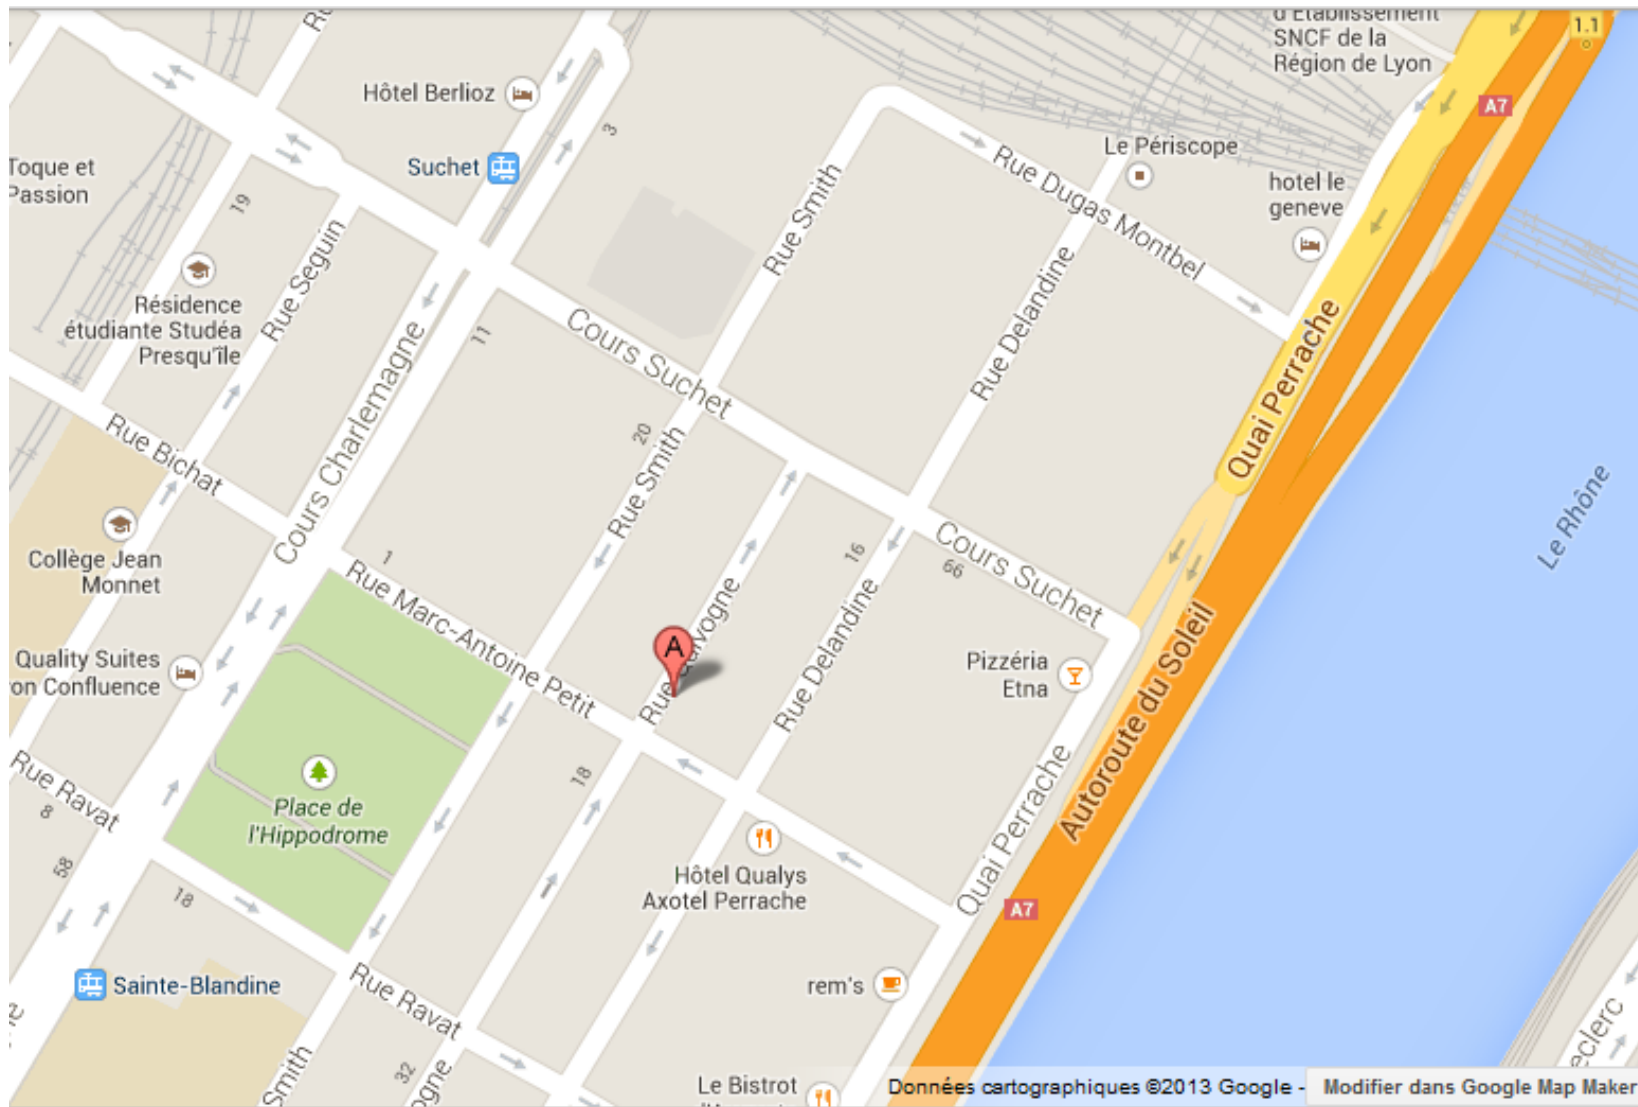 d'Etablissement
SNCF de la
Région de Lyon
1.1
A7
Hôtel Berlioz
3
Suchet
Toque et
Passion
19
Le Périscope
hotel le
geneve
Rue Dugas Montbel
Rue Smith
Rue Seguin
Rue Delandine
Résidence
étudiante Studéa
Presqu'île
11
Cours Suchet
Quai Perrache
Cours Charlemagne
Rue Bichat
20
Rue Smith
Le Rhône
Collège Jean
Monnet
1
16
66
Cours Suchet
Rue Marc-Antoine Petit
Rue Delandine
A
Rue
Quality Suites
on Confluence
Pizzéria
Etna
Autoroute du Soleil
Rue Ravat
8
58
18
Place de
l'Hippodrome
18
Quai Perrache
Hôtel Qualys
Axotel Perrache
A7
Sainte-Blandine
rem's
Rue Ravat
32
Smith
ogne
eclerc
Le Bistrot
Données cartographiques ©2013 Google -
Modifier dans Google Map Maker